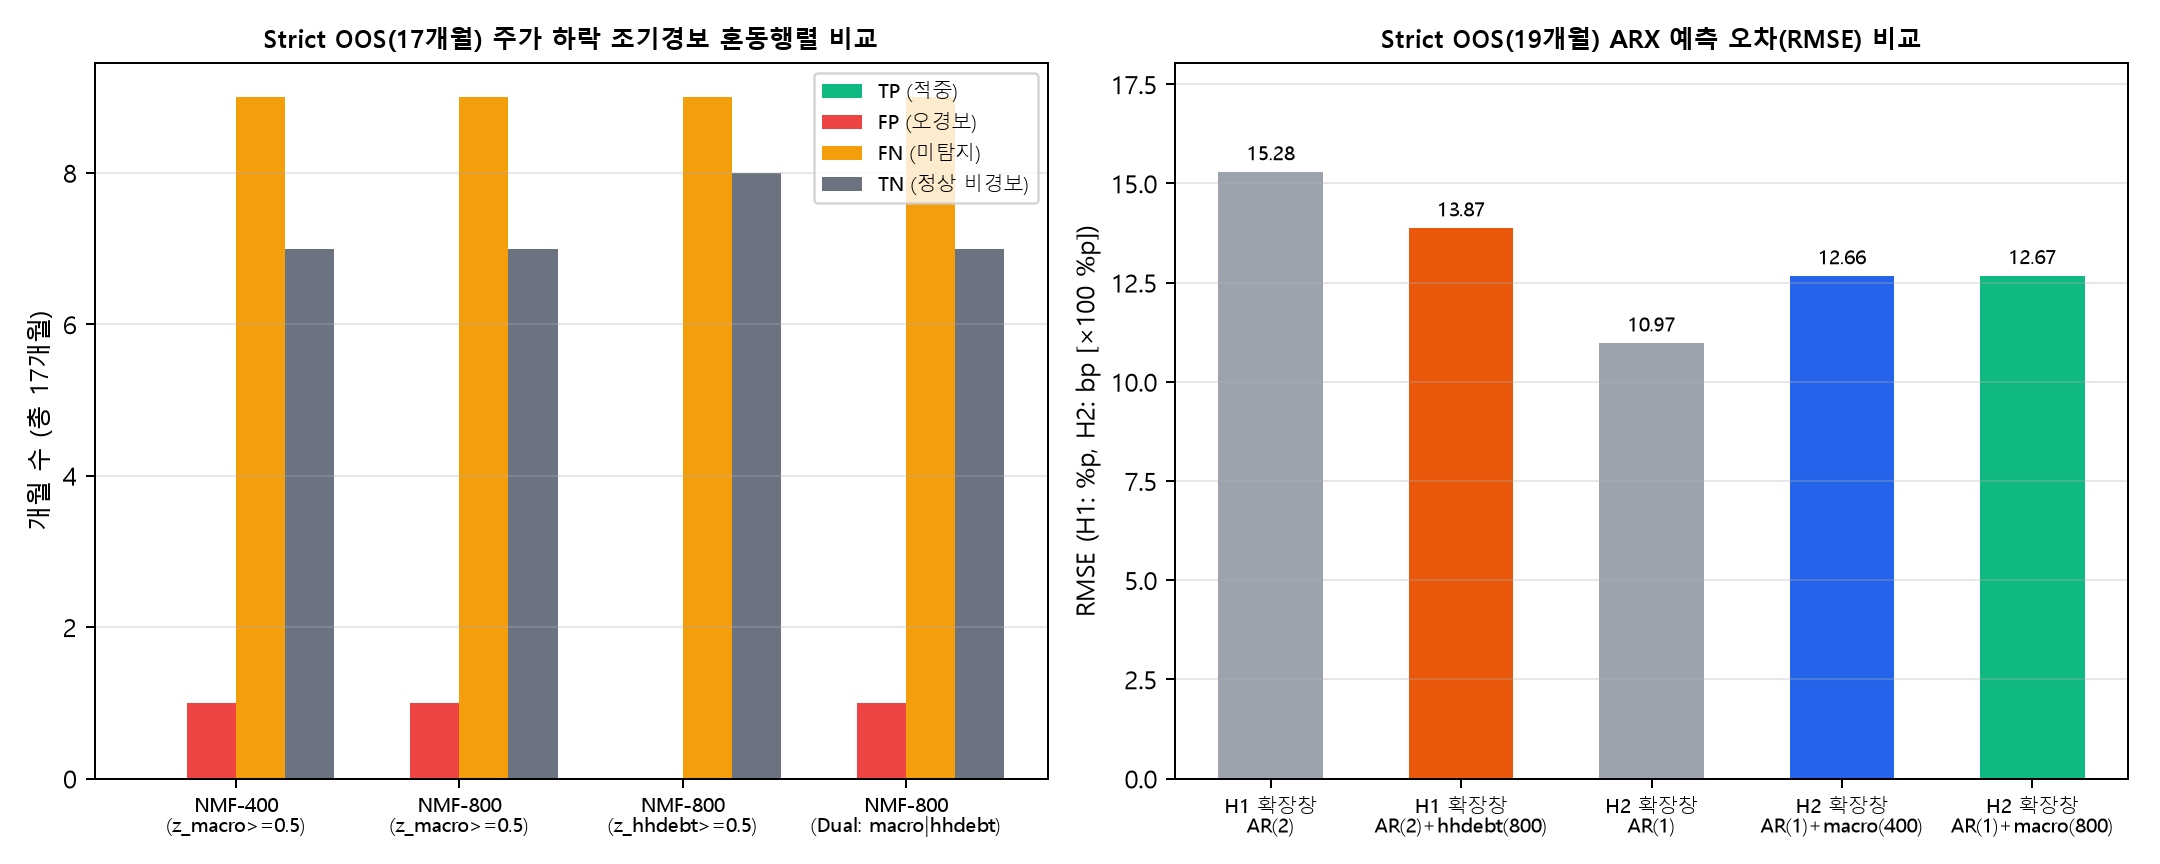 Strict OOS(17개월) 주가 하락 조기경보 혼동행렬 비교
개월 수 (총 17개월)
8
6
4
2
0
TP (적중)
FP (오경보)
FN (미탐지)
TN (정상 비경보)
NMF-400
(z_macro>=0.5)
NMF-800
(z_macro>=0.5)
NMF-800
(z_hhdebt>=0.5)
NMF-800
(Dual: macro|hhdebt)
Strict OOS(19개월) ARX 예측 오차(RMSE) 비교
RMSE (H1: %p, H2: bp [×100 %p])
17.5
15.0
12.5
10.0
7.5
5.0
2.5
0.0
15.28
13.87
10.97
12.66
12.67
H1 확장창
AR(2)
H1 확장창
AR(2)+hhdebt(800)
H2 확장창
AR(1)
H2 확장창
AR(1)+macro(400)
H2 확장창
AR(1)+macro(800)